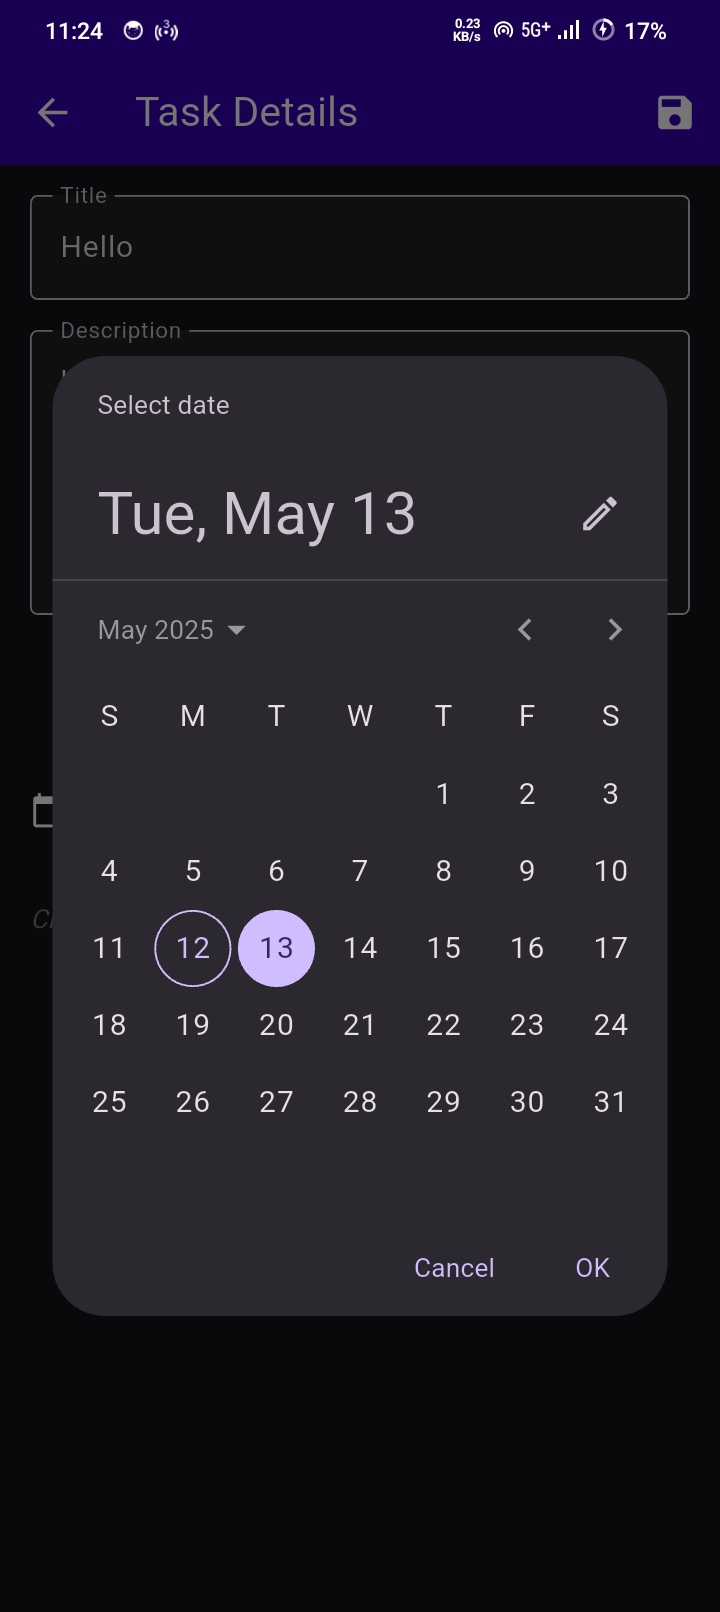 11:24 3 0.23 KB/s 5G+ 17%
Task Details
Title
Hello
Description
Select date
Tue, May 13
May 2025
S M T W T F S
1 2 3
4 5 6 7 8 9 10
11 12 13 14 15 16 17
18 19 20 21 22 23 24
25 26 27 28 29 30 31
Cancel OK